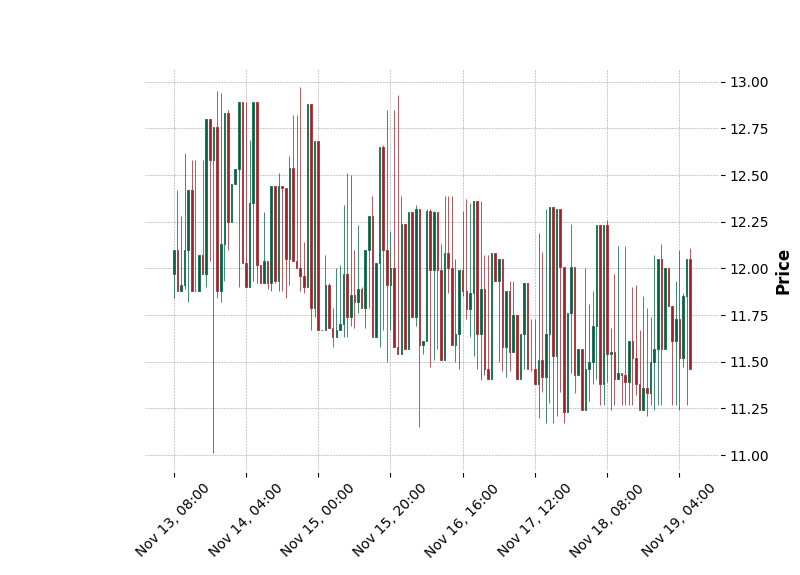 13.00
12.75
12.50
12.25
12.00
11.75
11.50
11.25
11.00
Price
Nov 13, 08:00
Nov 14, 04:00
Nov 15, 00:00
Nov 15, 20:00
Nov 16, 16:00
Nov 17, 12:00
Nov 18, 08:00
Nov 19, 04:00